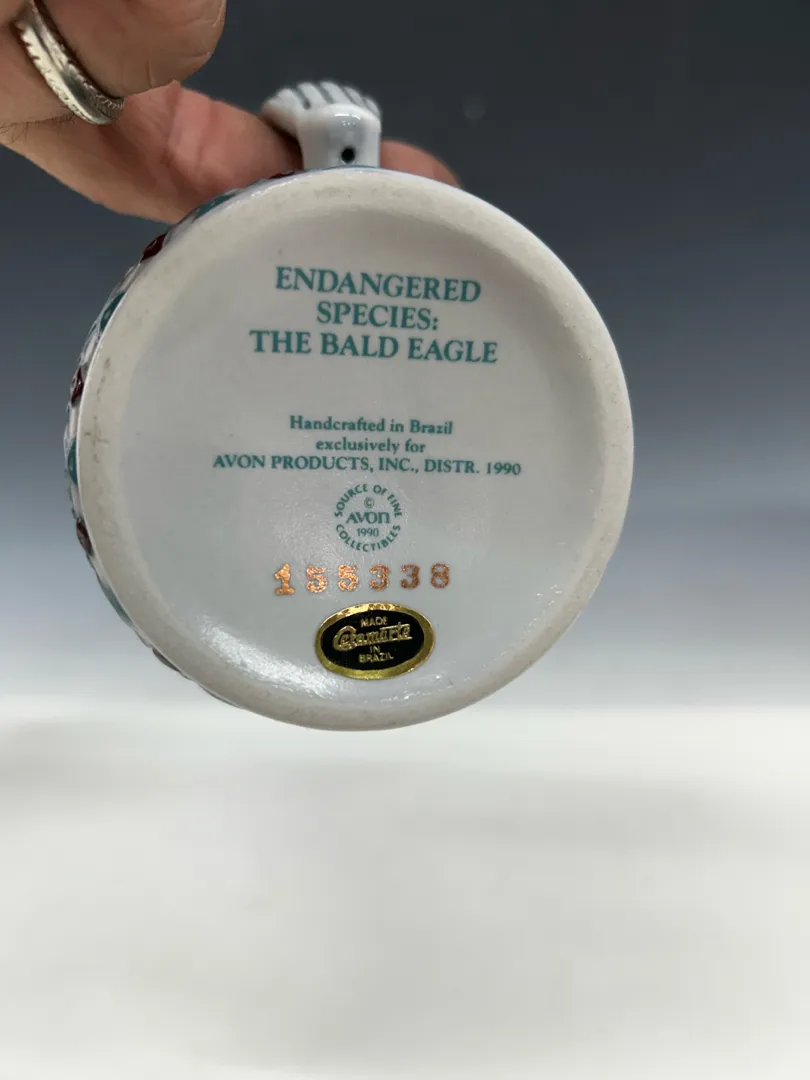 ENDANGERED
SPECIES:
THE BALD EAGLE
Handcrafted in Brazil
exclusively for
AVON PRODUCTS, INC., DISTR. 1990
SOURCE OF FINE
©
AVON
1990
COLLECTIBLES
155338
MADE
Ceramarte
IN
BRAZIL